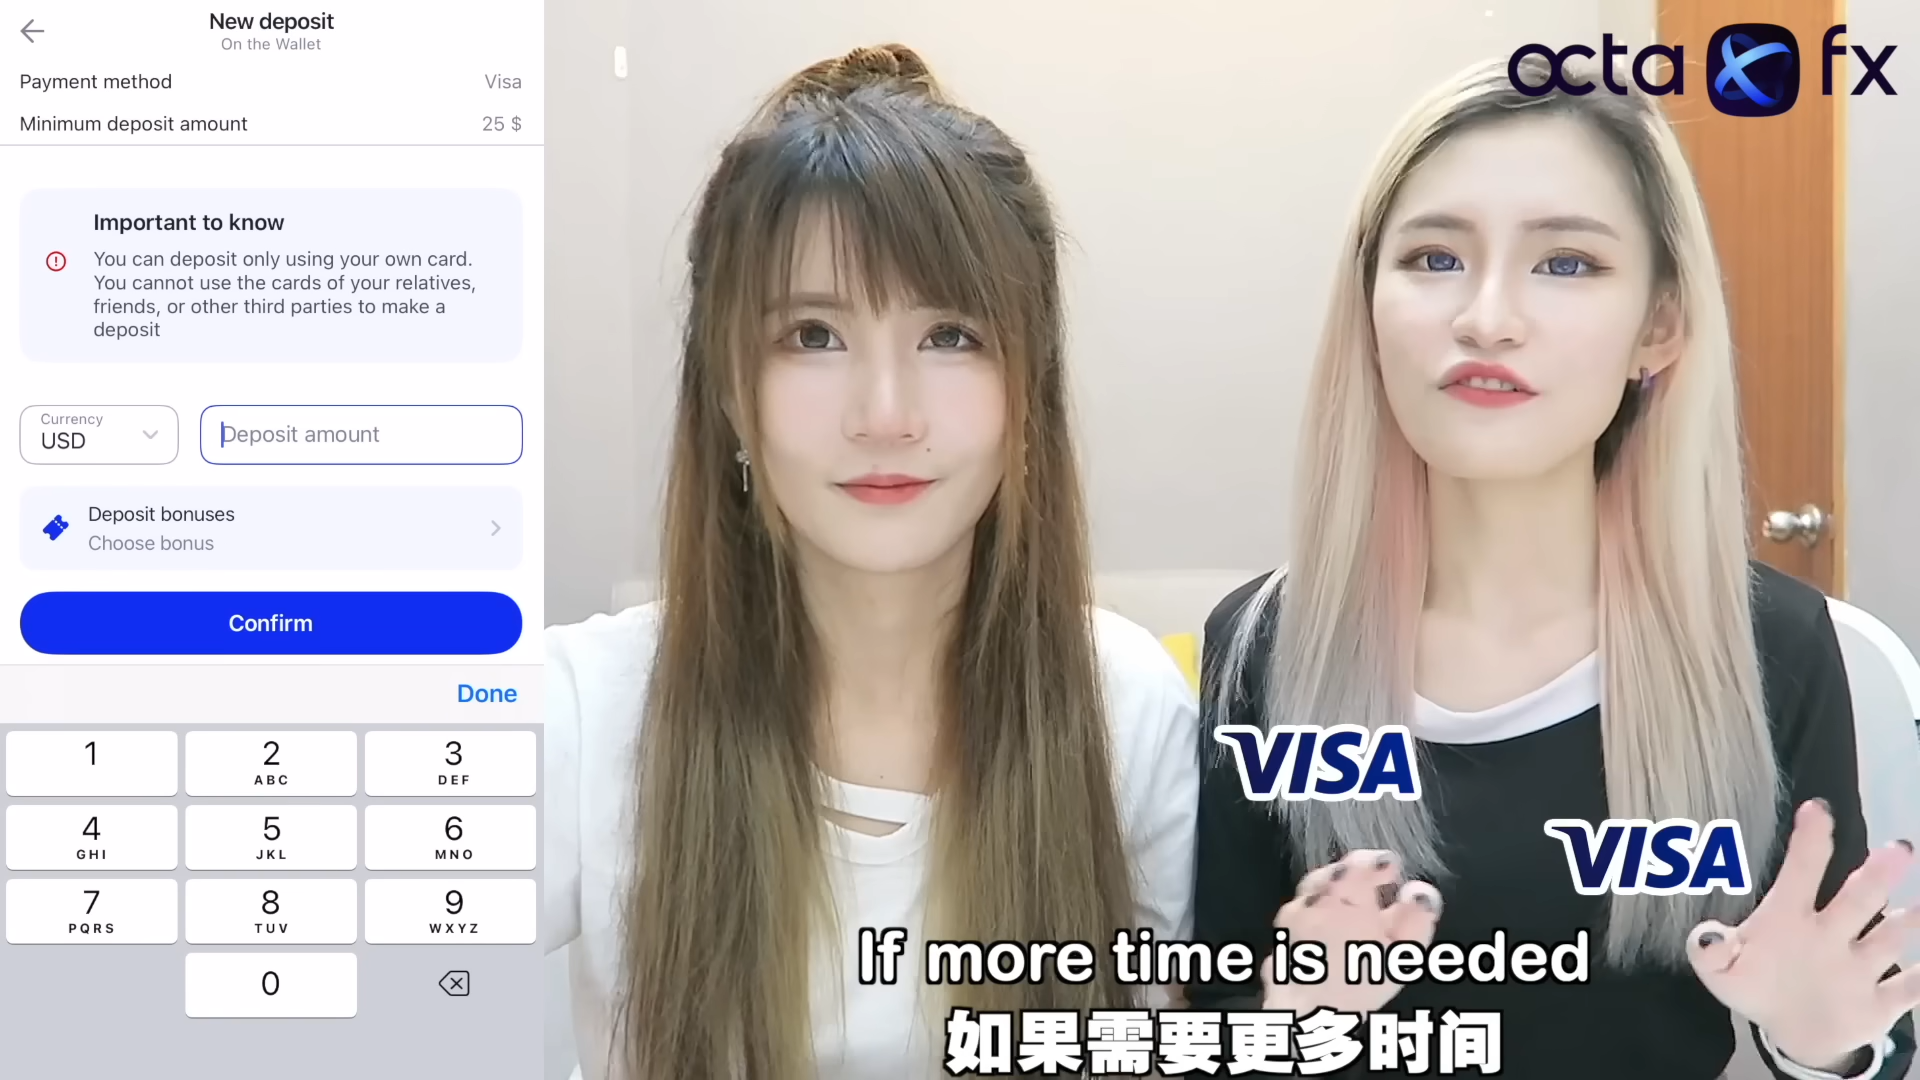 New deposit
On the Wallet
Payment method Visa
Minimum deposit amount 25 $
Important to know
You can deposit only using your own card.
You cannot use the cards of your relatives,
friends, or other third parties to make a
deposit
Currency
USD
Deposit amount
Deposit bonuses
Choose bonus
Confirm
Done
1
2 ABC
3 DEF
4 GHI
5 JKL
6 MNO
7 PQRS
8 TUV
9 WXYZ
0
octa fx
VISA
VISA
If more time is needed
如果需要更多时间